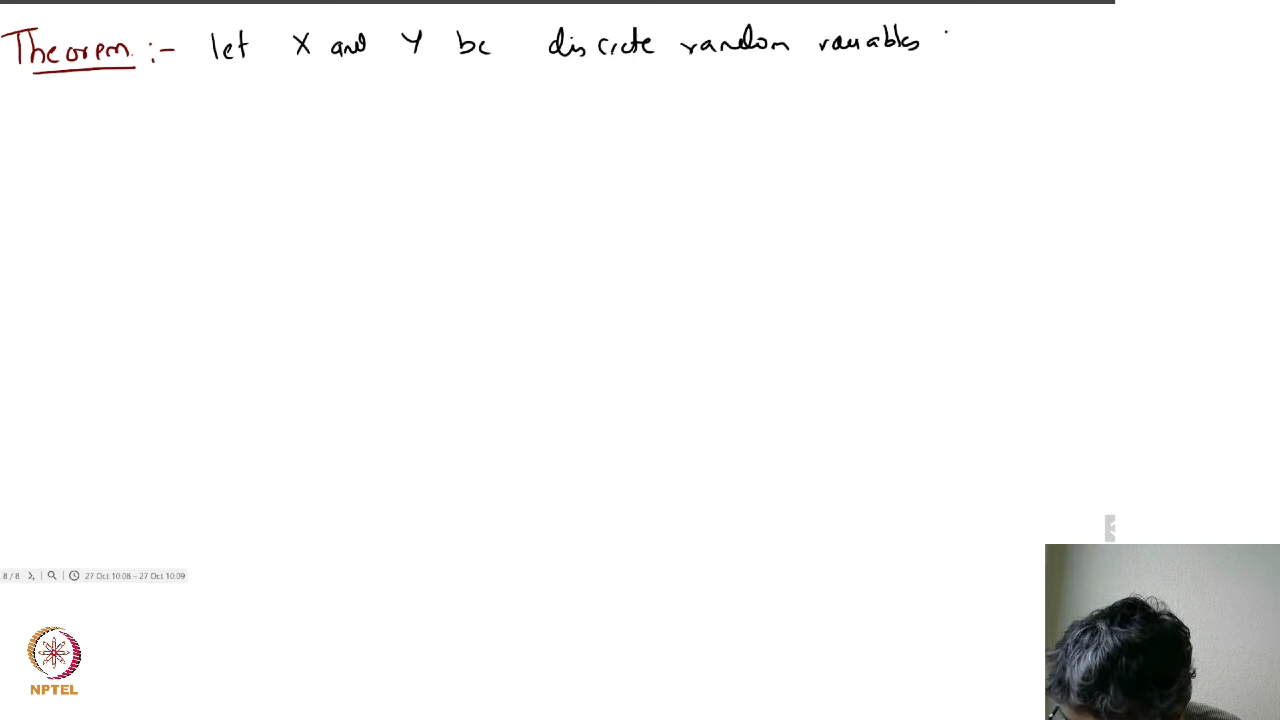 Theorem :- let X and Y be discrete random variables
8 / 8 27 Oct 10:08 – 27 Oct 10:09
NPTEL